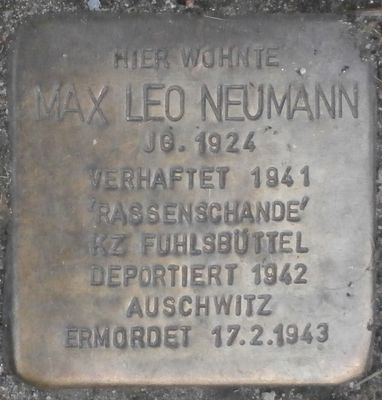 HIER WOHNTE
MAX LEO NEUMANN
JG. 1924
VERHAFTET 1941
'RASSENSCHANDE'
KZ FUHLSBÜTTEL
DEPORTIERT 1942
AUSCHWITZ
ERMORDET 17.2.1943